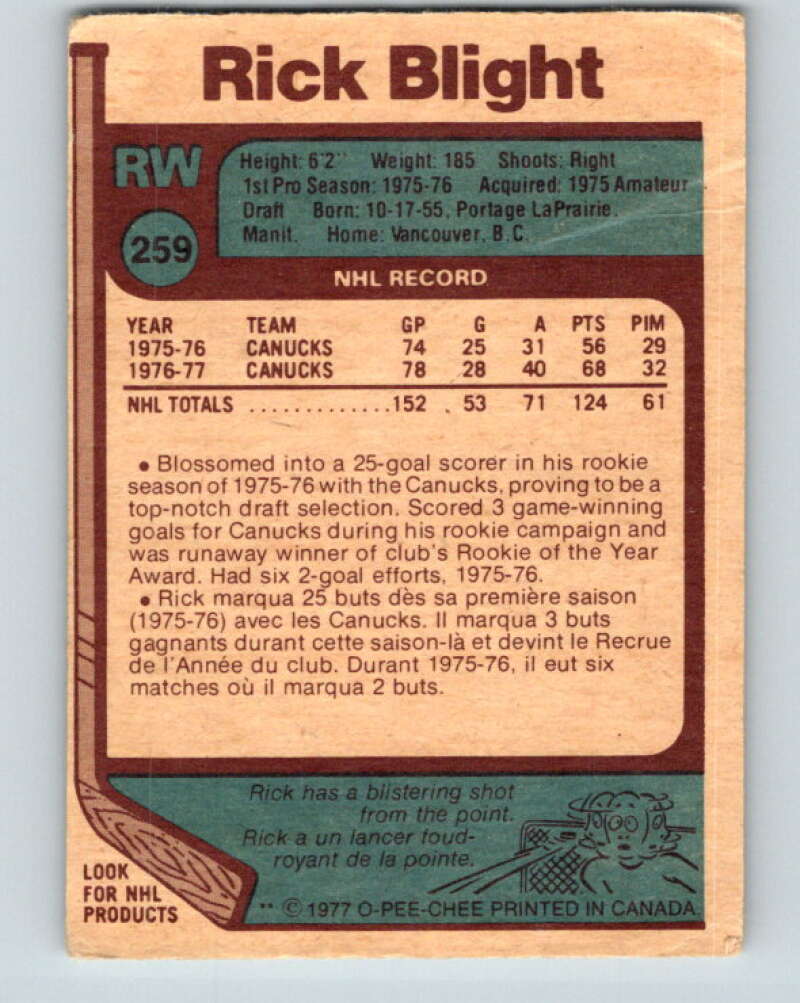 Rick Blight
RW
Height: 6'2" Weight: 185 Shoots: Right
1st Pro Season: 1975-76 Acquired: 1975 Amateur
Draft Born: 10-17-55, Portage LaPrairie,
Manit. Home: Vancouver, B.C.
259
NHL RECORD
YEAR TEAM GP G A PTS PIM
1975-76 CANUCKS 74 25 31 56 29
1976-77 CANUCKS 78 28 40 68 32
NHL TOTALS .............152 53 71 124 61
• Blossomed into a 25-goal scorer in his rookie
season of 1975-76 with the Canucks, proving to be a
top-notch draft selection. Scored 3 game-winning
goals for Canucks during his rookie campaign and
was runaway winner of club's Rookie of the Year
Award. Had six 2-goal efforts, 1975-76.
• Rick marqua 25 buts dès sa première saison
(1975-76) avec les Canucks. Il marqua 3 buts
gagnants durant cette saison-là et devint le Recrue
de l'Année du club. Durant 1975-76, il eut six
matches où il marqua 2 buts.
Rick has a blistering shot
from the point.
Rick a un lancer foud-
royant de la pointe.
LOOK
FOR NHL
PRODUCTS
** © 1977 O-PEE-CHEE PRINTED IN CANADA.